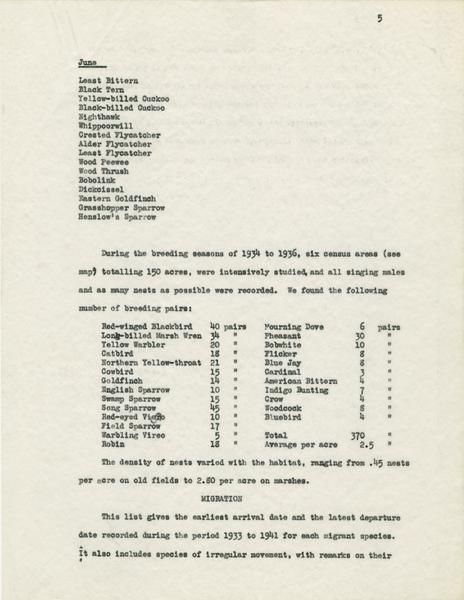 5
June
Least Bittern
Black Tern
Yellow-billed Cuckoo
Black-billed Cuckoo
Nighthawk
Whippoorwill
Crested Flycatcher
Alder Flycatcher
Least Flycatcher
Wood Peewee
Wood Thrush
Bobolink
Dickcissel
Eastern Goldfinch
Grasshopper Sparrow
Henslow's Sparrow
During the breeding seasons of 1934 to 1936, six census areas (see
map) totalling 150 acres, were intensively studied, and all singing males
and as many nests as possible were recorded. We found the following
number of breeding pairs:
Red-winged Blackbird 40 pairs Mourning Dove 6 pairs
Long-billed Marsh Wren 34 " Pheasant 30 "
Yellow Warbler 20 " Bobwhite 10 "
Catbird 18 " Flicker 8 "
Northern Yellow-throat 21 " Blue Jay 8 "
Cowbird 15 " Cardinal 3 "
Goldfinch 14 " American Bittern 4 "
English Sparrow 10 " Indigo Bunting 7 "
Swamp Sparrow 15 " Crow 4 "
Song Sparrow 45 " Woodcock 8 "
Red-eyed Vireo 10 " Bluebird 4 "
Field Sparrow 17 "
Warbling Vireo 5 " Total 370 "
Robin 18 " Average per acre 2.5 "
The density of nests varied with the habitat, ranging from .45 nests
per acre on old fields to 2.80 per acre on marshes.
MIGRATION
This list gives the earliest arrival date and the latest departure
date recorded during the period 1933 to 1941 for each migrant species.
It also includes species of irregular movement, with remarks on their